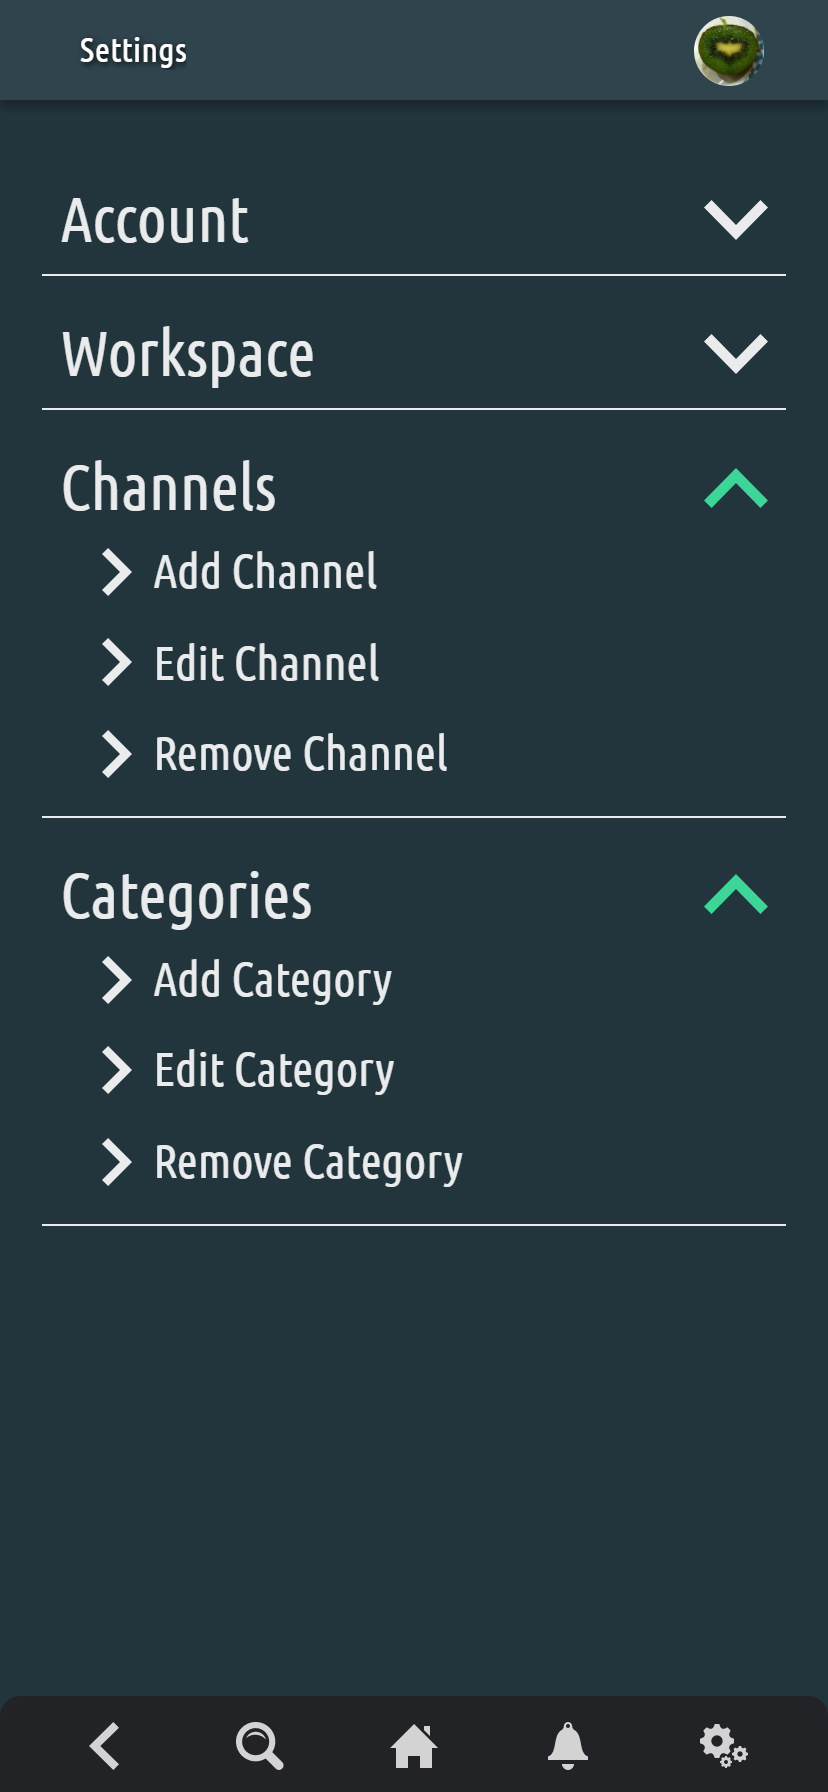 Settings
Account
Workspace
Channels
Add Channel
Edit Channel
Remove Channel
Categories
Add Category
Edit Category
Remove Category